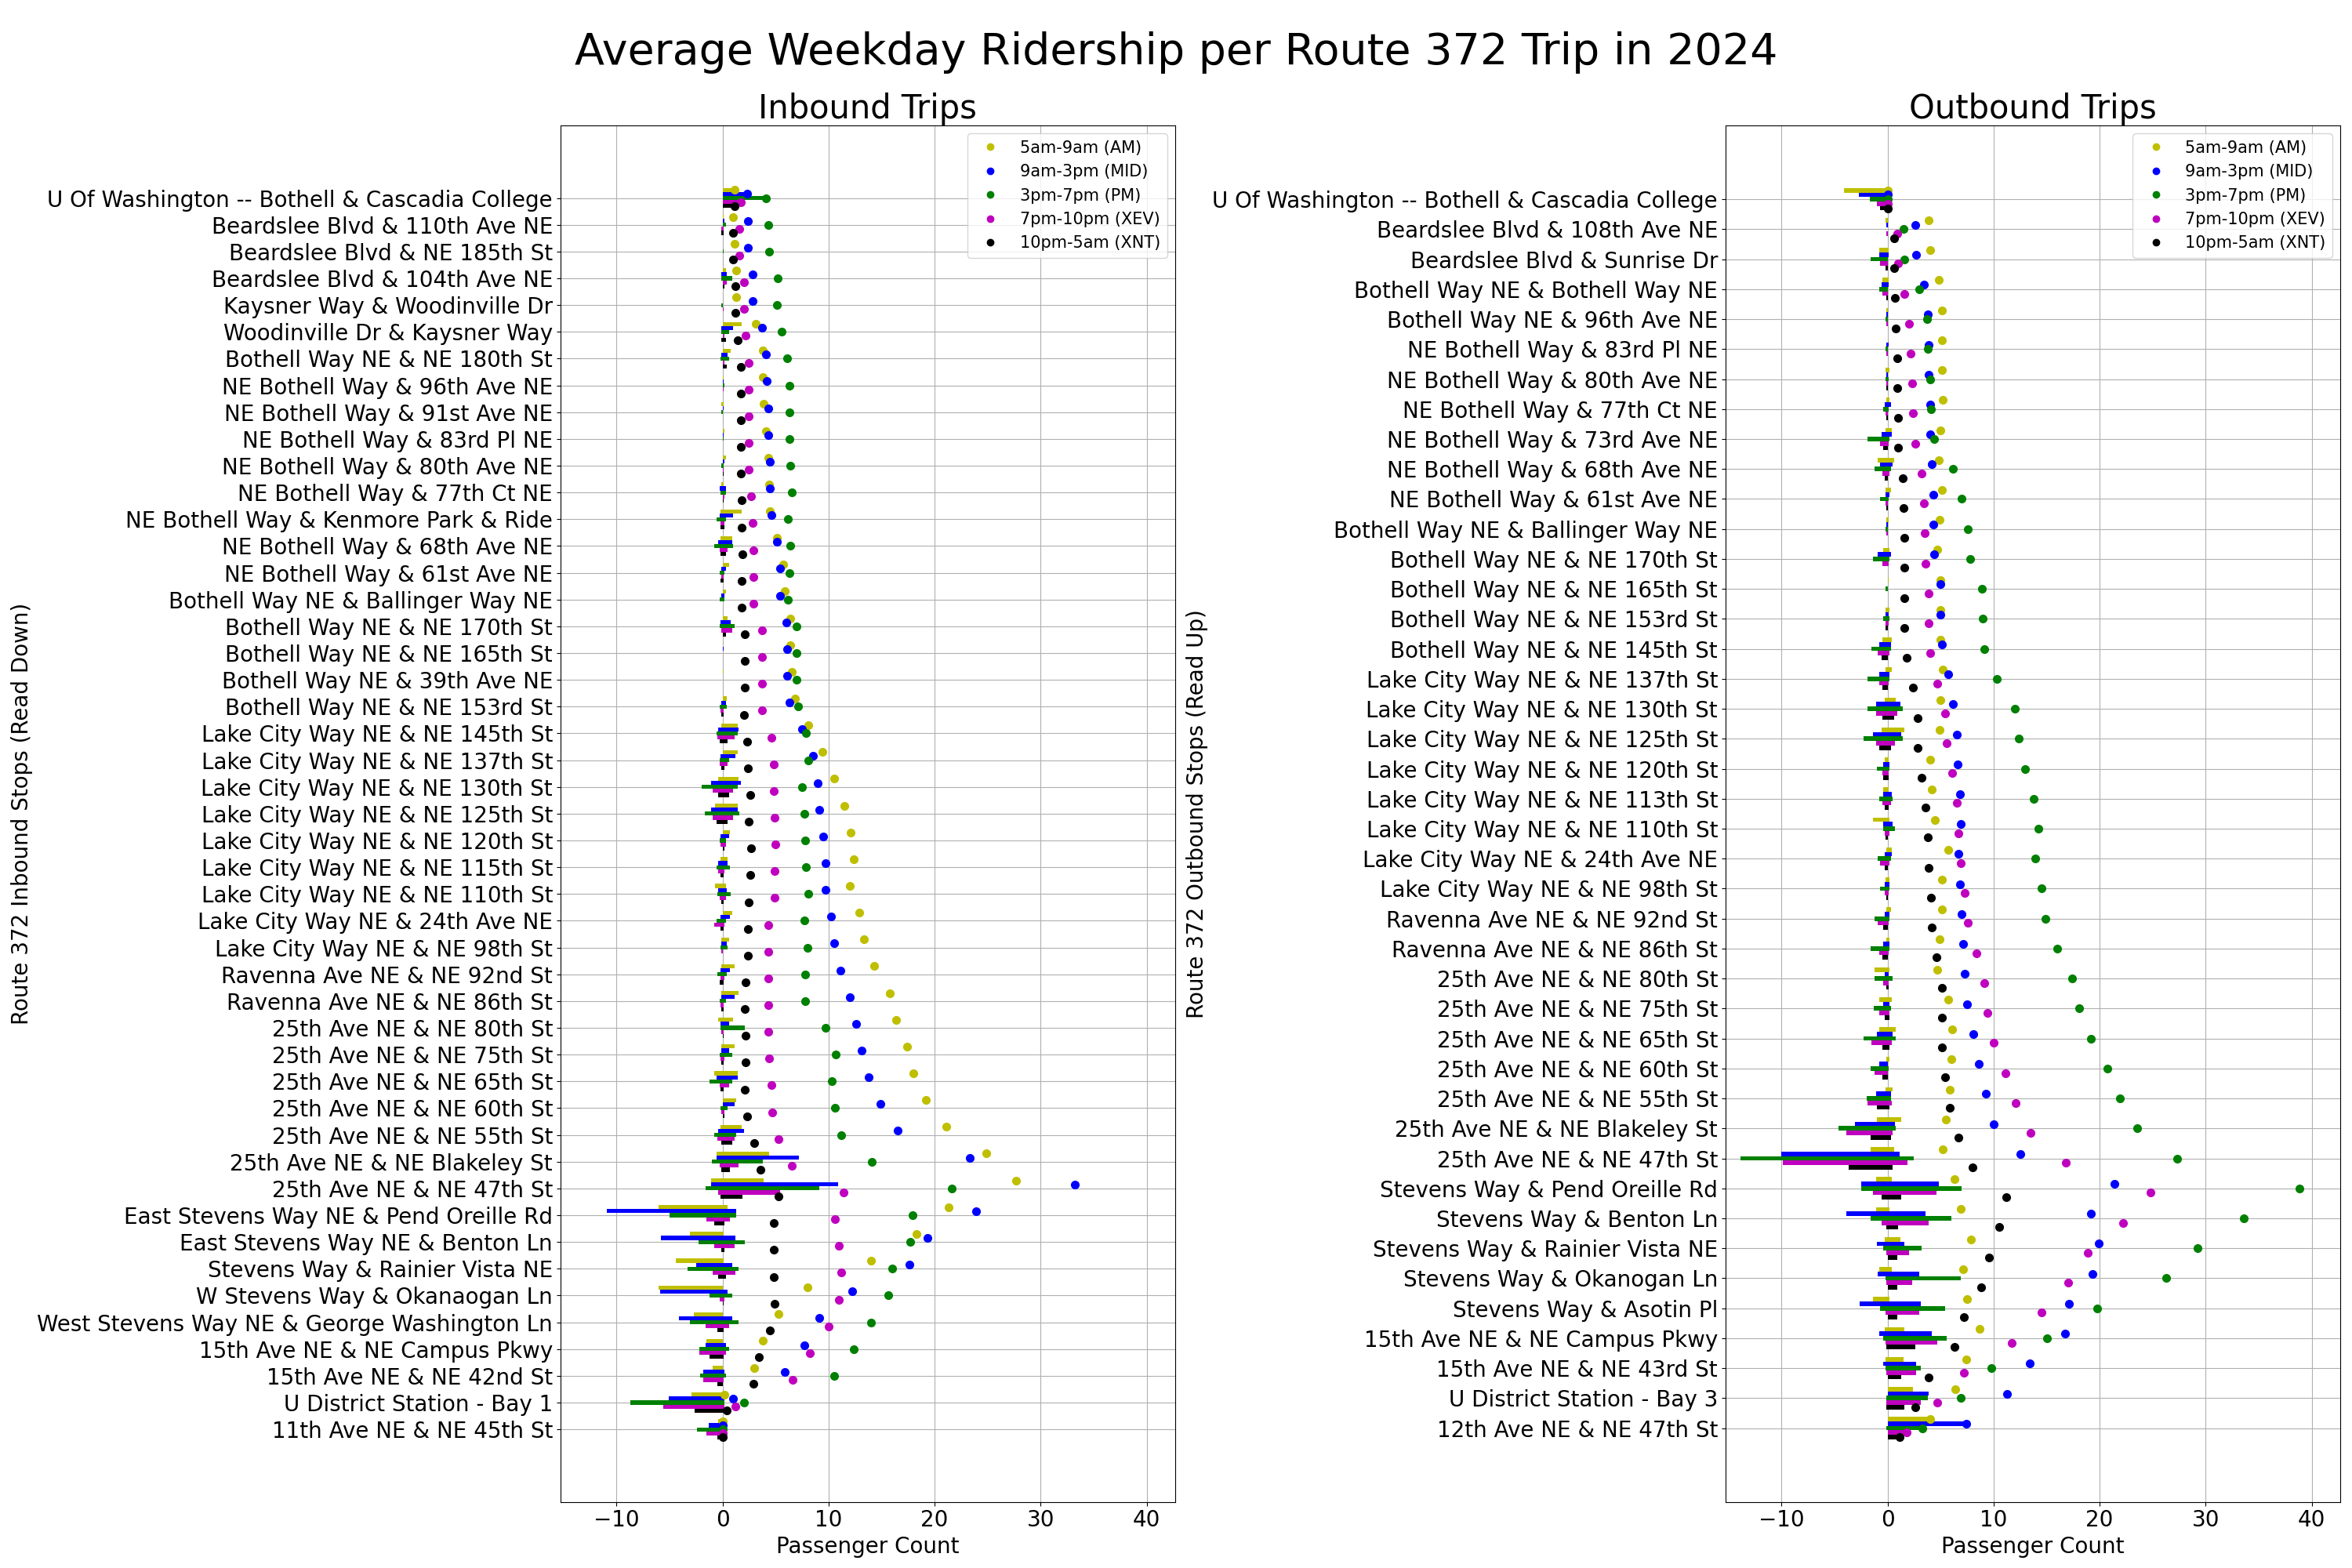 Average Weekday Ridership per Route 372 Trip in 2024
Inbound Trips
5am-9am (AM)
9am-3pm (MID)
3pm-7pm (PM)
7pm-10pm (XEV)
10pm-5am (XNT)
Route 372 Inbound Stops (Read Down)
U Of Washington -- Bothell & Cascadia College
Beardslee Blvd & 110th Ave NE
Beardslee Blvd & NE 185th St
Beardslee Blvd & 104th Ave NE
Kaysner Way & Woodinville Dr
Woodinville Dr & Kaysner Way
Bothell Way NE & NE 180th St
NE Bothell Way & 96th Ave NE
NE Bothell Way & 91st Ave NE
NE Bothell Way & 83rd Pl NE
NE Bothell Way & 80th Ave NE
NE Bothell Way & 77th Ct NE
NE Bothell Way & Kenmore Park & Ride
NE Bothell Way & 68th Ave NE
NE Bothell Way & 61st Ave NE
Bothell Way NE & Ballinger Way NE
Bothell Way NE & NE 170th St
Bothell Way NE & NE 165th St
Bothell Way NE & 39th Ave NE
Bothell Way NE & NE 153rd St
Lake City Way NE & NE 145th St
Lake City Way NE & NE 137th St
Lake City Way NE & NE 130th St
Lake City Way NE & NE 125th St
Lake City Way NE & NE 120th St
Lake City Way NE & NE 115th St
Lake City Way NE & NE 110th St
Lake City Way NE & 24th Ave NE
Lake City Way NE & NE 98th St
Ravenna Ave NE & NE 92nd St
Ravenna Ave NE & NE 86th St
25th Ave NE & NE 80th St
25th Ave NE & NE 75th St
25th Ave NE & NE 65th St
25th Ave NE & NE 60th St
25th Ave NE & NE 55th St
25th Ave NE & NE Blakeley St
25th Ave NE & NE 47th St
East Stevens Way NE & Pend Oreille Rd
East Stevens Way NE & Benton Ln
Stevens Way & Rainier Vista NE
W Stevens Way & Okanaogan Ln
West Stevens Way NE & George Washington Ln
15th Ave NE & NE Campus Pkwy
15th Ave NE & NE 42nd St
U District Station - Bay 1
11th Ave NE & NE 45th St
−10 0 10 20 30 40
Passenger Count
Outbound Trips
5am-9am (AM)
9am-3pm (MID)
3pm-7pm (PM)
7pm-10pm (XEV)
10pm-5am (XNT)
Route 372 Outbound Stops (Read Up)
U Of Washington -- Bothell & Cascadia College
Beardslee Blvd & 108th Ave NE
Beardslee Blvd & Sunrise Dr
Bothell Way NE & Bothell Way NE
Bothell Way NE & 96th Ave NE
NE Bothell Way & 83rd Pl NE
NE Bothell Way & 80th Ave NE
NE Bothell Way & 77th Ct NE
NE Bothell Way & 73rd Ave NE
NE Bothell Way & 68th Ave NE
NE Bothell Way & 61st Ave NE
Bothell Way NE & Ballinger Way NE
Bothell Way NE & NE 170th St
Bothell Way NE & NE 165th St
Bothell Way NE & NE 153rd St
Bothell Way NE & NE 145th St
Lake City Way NE & NE 137th St
Lake City Way NE & NE 130th St
Lake City Way NE & NE 125th St
Lake City Way NE & NE 120th St
Lake City Way NE & NE 113th St
Lake City Way NE & NE 110th St
Lake City Way NE & 24th Ave NE
Lake City Way NE & NE 98th St
Ravenna Ave NE & NE 92nd St
Ravenna Ave NE & NE 86th St
25th Ave NE & NE 80th St
25th Ave NE & NE 75th St
25th Ave NE & NE 65th St
25th Ave NE & NE 60th St
25th Ave NE & NE 55th St
25th Ave NE & NE Blakeley St
25th Ave NE & NE 47th St
Stevens Way & Pend Oreille Rd
Stevens Way & Benton Ln
Stevens Way & Rainier Vista NE
Stevens Way & Okanogan Ln
Stevens Way & Asotin Pl
15th Ave NE & NE Campus Pkwy
15th Ave NE & NE 43rd St
U District Station - Bay 3
12th Ave NE & NE 47th St
−10 0 10 20 30 40
Passenger Count